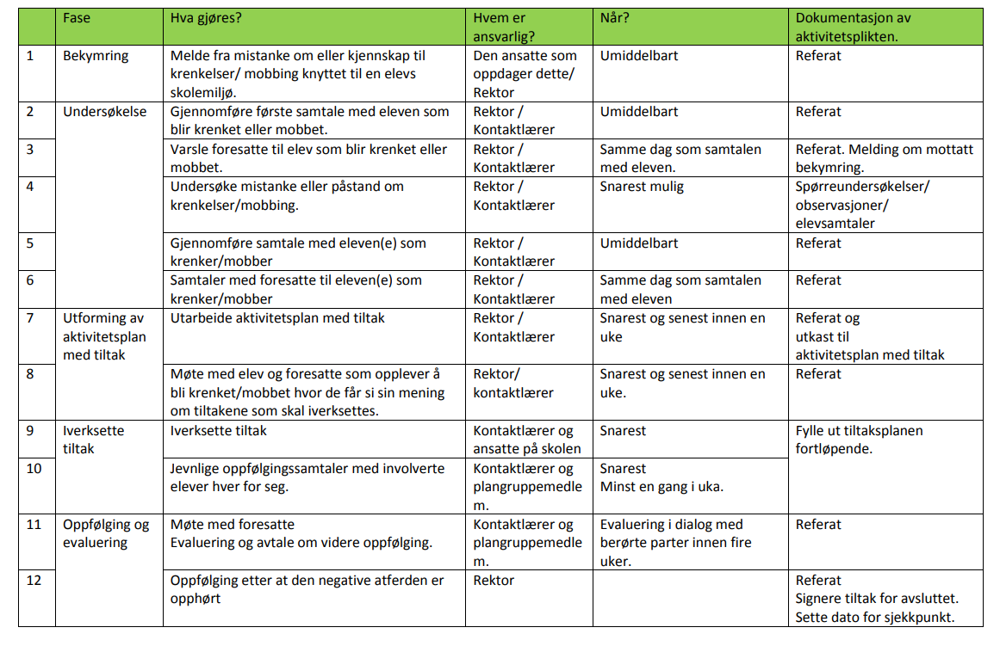 Fase
Hva gjøres?
Hvem er
ansvarlig?
Når?
Dokumentasjon av
aktivitetsplikten.
1
Bekymring
Melde fra mistanke om eller kjennskap til
krenkelser/ mobbing knyttet til en elevs
skolemiljø.
Den ansatte som
oppdager dette/
Rektor
Umiddelbart
Referat
2
Undersøkelse
Gjennomføre første samtale med eleven som
blir krenket eller mobbet.
Rektor /
Kontaktlærer
Umiddelbart
Referat
3
Varsle foresatte til elev som blir krenket eller
mobbet.
Rektor /
Kontaktlærer
Samme dag som samtalen
med eleven.
Referat. Melding om mottatt
bekymring.
4
Undersøke mistanke eller påstand om
krenkelser/mobbing.
Rektor /
Kontaktlærer
Snarest mulig
Spørreundersøkelser/
observasjoner/
elevsamtaler
5
Gjennomføre samtale med eleven(e) som
krenker/mobber
Rektor /
Kontaktlærer
Umiddelbart
Referat
6
Samtaler med foresatte til eleven(e) som
krenker/mobber
Rektor /
Kontaktlærer
Samme dag som samtalen
med eleven
Referat
7
Utforming av
aktivitetsplan
med tiltak
Utarbeide aktivitetsplan med tiltak
Rektor /
Kontaktlærer
Snarest og senest innen en
uke
Referat og
utkast til
aktivitetsplan med tiltak
8
Møte med elev og foresatte som opplever å
bli krenket/mobbet hvor de får si sin mening
om tiltakene som skal iverksettes.
Rektor/
kontaktlærer
Snarest og senest innen en
uke.
Referat
9
Iverksette
tiltak
Iverksette tiltak
Kontaktlærer og
ansatte på skolen
Snarest
Fylle ut tiltaksplanen
fortløpende.
10
Jevnlige oppfølgingssamtaler med involverte
elever hver for seg.
Kontaktlærer og
plangruppemedle
m.
Snarest
Minst en gang i uka.
11
Oppfølging og
evaluering
Møte med foresatte
Evaluering og avtale om videre oppfølging.
Kontaktlærer og
plangruppemedle
m.
Evaluering i dialog med
berørte parter innen fire
uker.
Referat
12
Oppfølging etter at den negative atferden er
opphørt
Rektor
Referat
Signere tiltak for avsluttet.
Sette dato for sjekkpunkt.